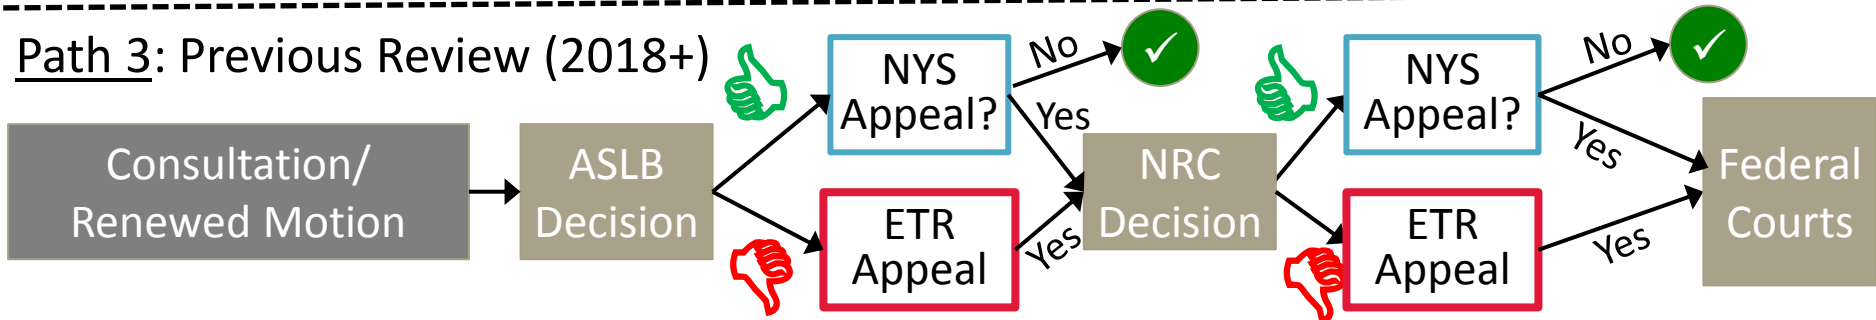 Path 3: Previous Review (2018+)
Consultation/
Renewed Motion
ASLB
Decision
NYS
Appeal?
No
Yes
ETR
Appeal
Yes
NRC
Decision
NYS
Appeal?
No
Yes
ETR
Appeal
Yes
Federal
Courts